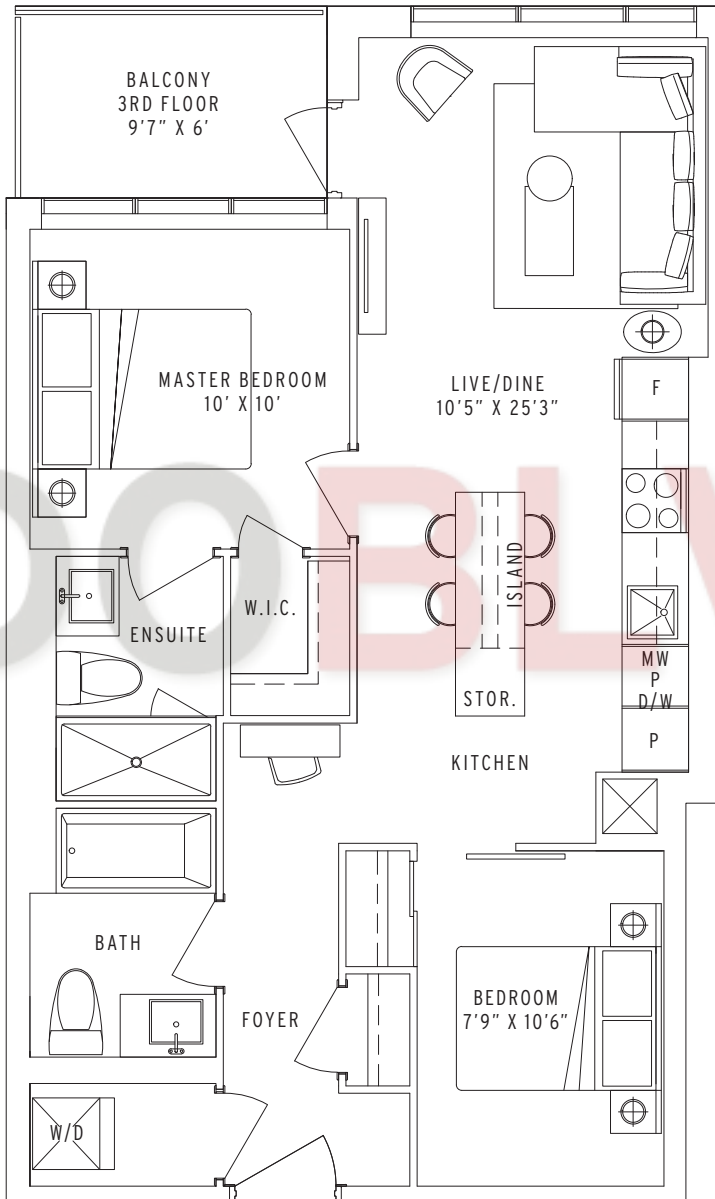 BALCONY
3RD FLOOR
9'7" X 6'
MASTER BEDROOM
10' X 10'
LIVE/DINE
10'5" X 25'3"
F
ISLAND
W.I.C.
ENSUITE
MW
P
D/W
STOR.
P
KITCHEN
BATH
BEDROOM
7'9" X 10'6"
FOYER
W/D